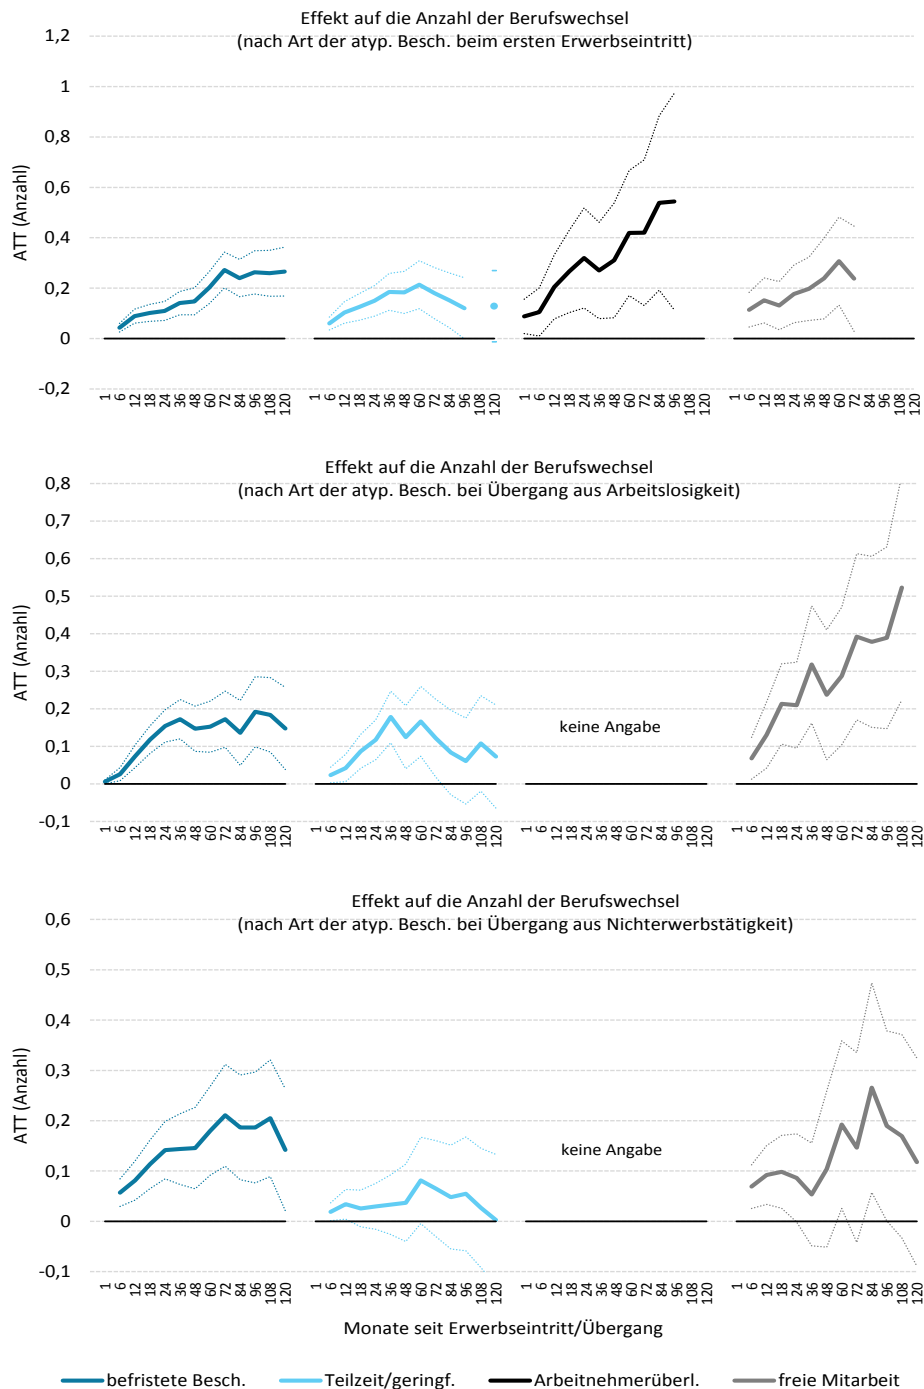 Effekt auf die Anzahl der Berufswechsel
(nach Art der atyp. Besch. beim ersten Erwerbseintritt)
1,2
1
0,8
0,6
0,4
0,2
0
-0,2
ATT (Anzahl)
1 6 12 18 24 36 48 60 72 84 96 108 120 1 6 12 18 24 36 48 60 72 84 96 108 120 1 6 12 18 24 36 48 60 72 84 96 108 120 1 6 12 18 24 36 48 60 72 84 96 108 120
Effekt auf die Anzahl der Berufswechsel
(nach Art der atyp. Besch. bei Übergang aus Arbeitslosigkeit)
0,8
0,7
0,6
0,5
0,4
0,3
0,2
0,1
0
-0,1
ATT (Anzahl)
keine Angabe
1 6 12 18 24 36 48 60 72 84 96 108 120 1 6 12 18 24 36 48 60 72 84 96 108 120 1 6 12 18 24 36 48 60 72 84 96 108 120 1 6 12 18 24 36 48 60 72 84 96 108 120
Effekt auf die Anzahl der Berufswechsel
(nach Art der atyp. Besch. bei Übergang aus Nichterwerbstätigkeit)
0,6
0,5
0,4
0,3
0,2
0,1
0
-0,1
ATT (Anzahl)
keine Angabe
1 6 12 18 24 36 48 60 72 84 96 108 120 1 6 12 18 24 36 48 60 72 84 96 108 120 1 6 12 18 24 36 48 60 72 84 96 108 120 1 6 12 18 24 36 48 60 72 84 96 108 120
Monate seit Erwerbseintritt/Übergang
befristete Besch. Teilzeit/geringf. Arbeitnehmerüberl. freie Mitarbeit